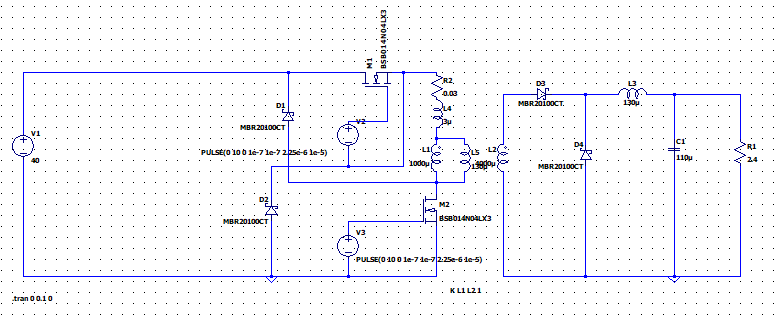 M1
BSB014N04LX3
R2
0.03
D1
MBR20100CT
V2
PULSE(0 10 0 1e-7 1e-7 2.25e-6 1e-5)
L4
3µ
V1
40
L1
1000µ
L5
L2
D3
MBR20100CT
L3
130µ
D4
MBR20100CT
C1
110µ
R1
2.4
D2
MBR20100CT
M2
BSB014N04LX3
V3
PULSE(0 10 0 1e-7 1e-7 2.25e-6 1e-5)
K L1 L2 1
.tran 0 0.1 0